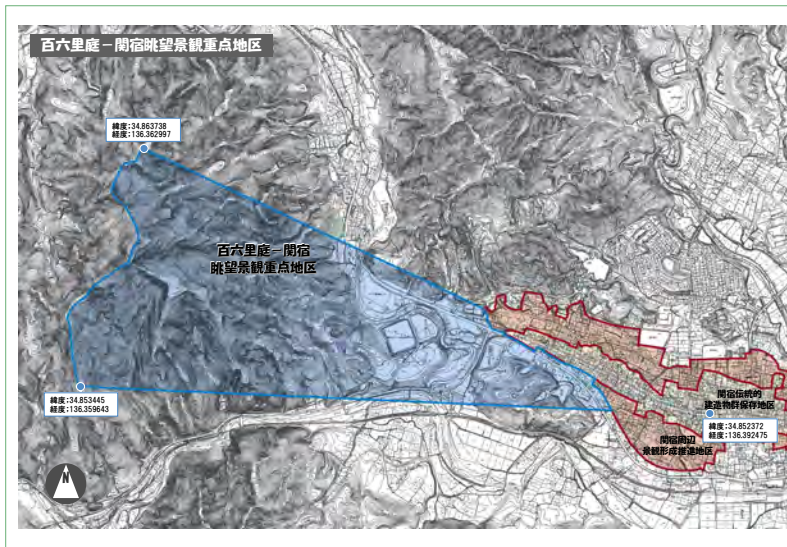 百六里庭－関宿眺望景観重点地区
緯度：34.863738
経度：136.362997
百六里庭－関宿
眺望景観重点地区
緯度：34.853445
経度：136.359643
関宿伝統的
建造物群保存地区
緯度：34.852372
経度：136.392475
関宿周辺
景観形成推進地区
N